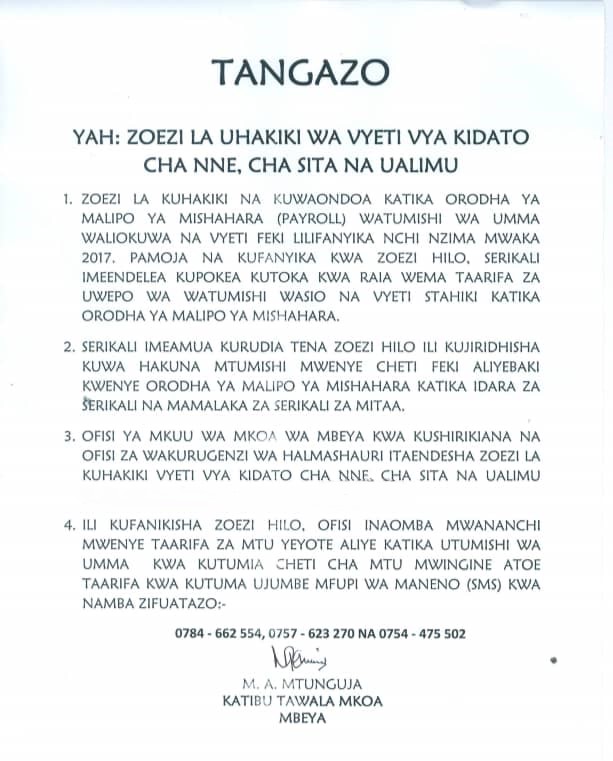 TANGAZO
YAH: ZOEZI LA UHAKIKI WA VYETI VYA KIDATO
CHA NNE, CHA SITA NA UALIMU
1. ZOEZI LA KUHAKIKI NA KUWAONDOA KATIKA ORODHA YA
MALIPO YA MISHAHARA (PAYROLL) WATUMISHI WA UMMA
WALIOKUWA NA VYETI FEKI LILIFANYIKA NCHI NZIMA MWAKA
2017. PAMOJA NA KUFANYIKA KWA ZOEZI HILO, SERIKALI
IMEENDELEA KUPOKEA KUTOKA KWA RAIA WEMA TAARIFA ZA
UWEPO WA WATUMISHI WASIO NA VYETI STAHIKI KATIKA
ORODHA YA MALIPO YA MISHAHARA.
2. SERIKALI IMEAMUA KURUDIA TENA ZOEZI HILO ILI KUJIRIDHISHA
KUWA HAKUNA MTUMISHI MWENYE CHETI FEKI ALIYEBAKI
KWENYE ORODHA YA MALIPO YA MISHAHARA KATIKA IDARA ZA
SERIKALI NA MAMALAKA ZA SERIKALI ZA MITAA.
3. OFISI YA MKUU WA MKOA WA MBEYA KWA KUSHIRIKIANA NA
OFISI ZA WAKURUGENZI WA HALMASHAURI ITAENDESHA ZOEZI LA
KUHAKIKI VYETI VYA KIDATO CHA NNE, CHA SITA NA UALIMU
4. ILI KUFANIKISHA ZOEZI HILO, OFISI INAOMBA MWANANCHI
MWENYE TAARIFA ZA MTU YEYOTE ALIYE KATIKA UTUMISHI WA
UMMA KWA KUTUMIA CHETI CHA MTU MWINGINE ATOE
TAARIFA KWA KUTUMA UJUMBE MFUPI WA MANENO (SMS) KWA
NAMBA ZIFUATAZO:-
0784 - 662 554, 0757 - 623 270 NA 0754 - 475 502
M. A. MTUNGUJA
KATIBU TAWALA MKOA
MBEYA